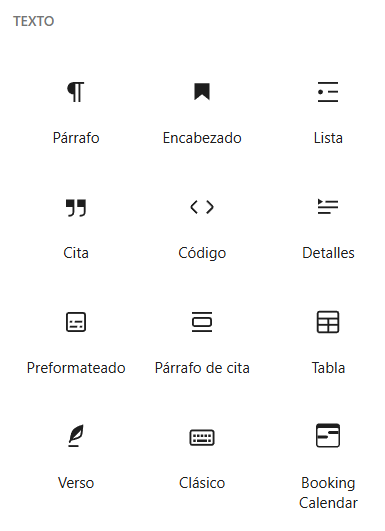 TEXTO
Párrafo
Encabezado
Lista
Cita
Código
Detalles
Preformateado
Párrafo de cita
Tabla
Verso
Clásico
Booking
Calendar